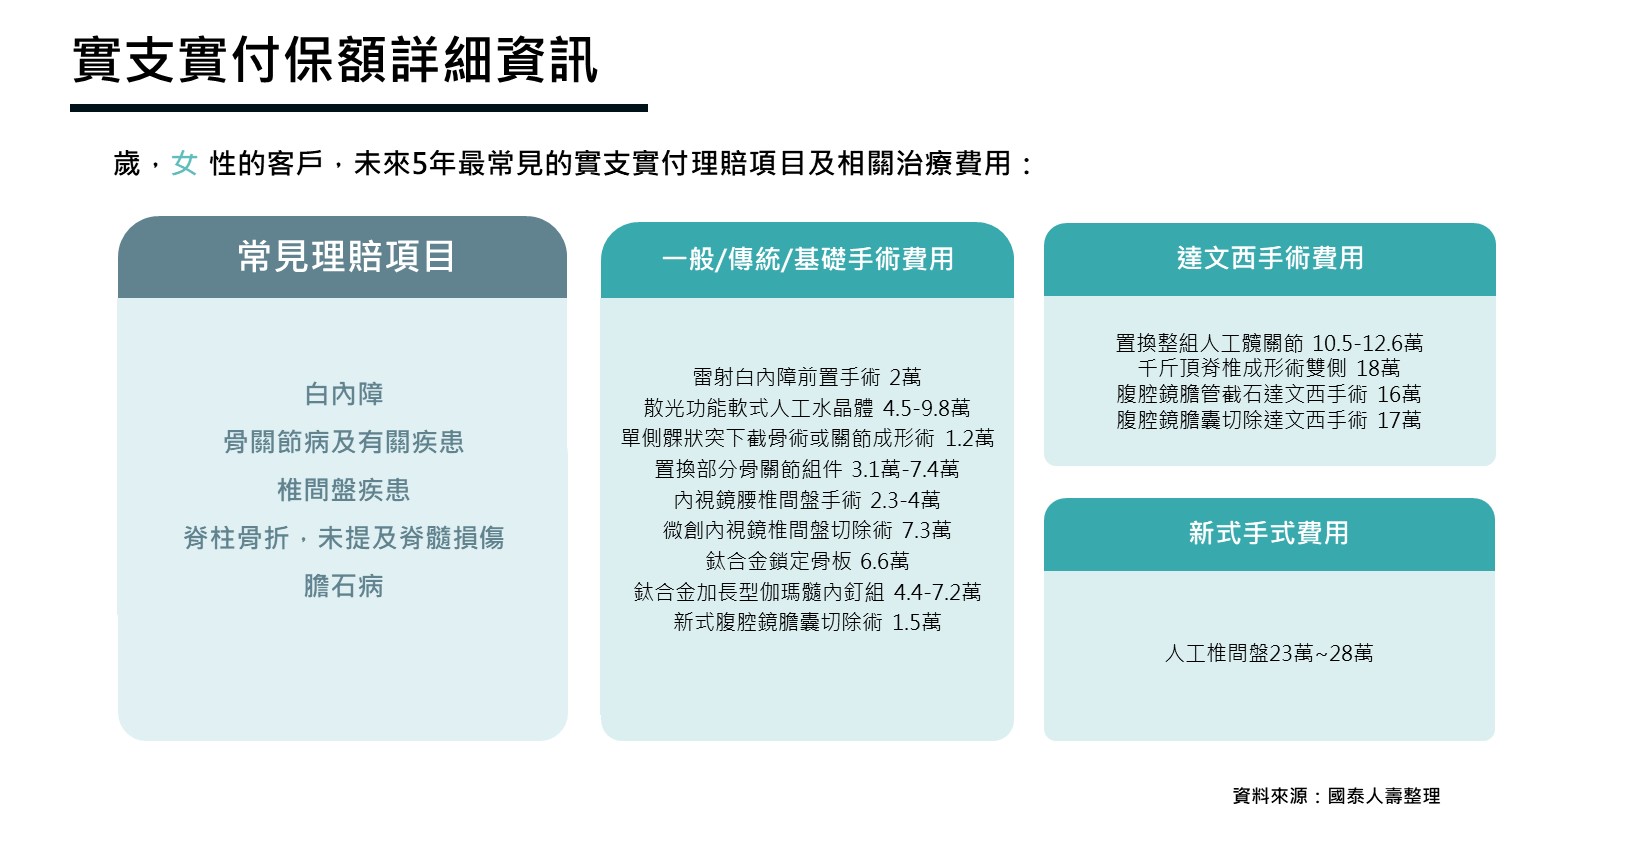 實支實付保額詳細資訊
歲，女 性的客戶，未來5年最常見的實支實付理賠項目及相關治療費用：
常見理賠項目
白內障
骨關節病及有關疾患
椎間盤疾患
脊柱骨折，未提及脊髓損傷
膽石病
一般/傳統/基礎手術費用
雷射白內障前置手術 2萬
散光功能軟式人工水晶體 4.5-9.8萬
單側髁狀突下截骨術或關節成形術 1.2萬
置換部分骨關節組件 3.1萬-7.4萬
內視鏡腰椎間盤手術 2.3-4萬
微創內視鏡椎間盤切除術 7.3萬
鈦合金鎖定骨板 6.6萬
鈦合金加長型伽瑪髓內釘組 4.4-7.2萬
新式腹腔鏡膽囊切除術 1.5萬
達文西手術費用
置換整組人工髖關節 10.5-12.6萬
千斤頂脊椎成形術雙側 18萬
腹腔鏡膽管截石達文西手術 16萬
腹腔鏡膽囊切除達文西手術 17萬
新式手式費用
人工椎間盤23萬~28萬
資料來源：國泰人壽整理